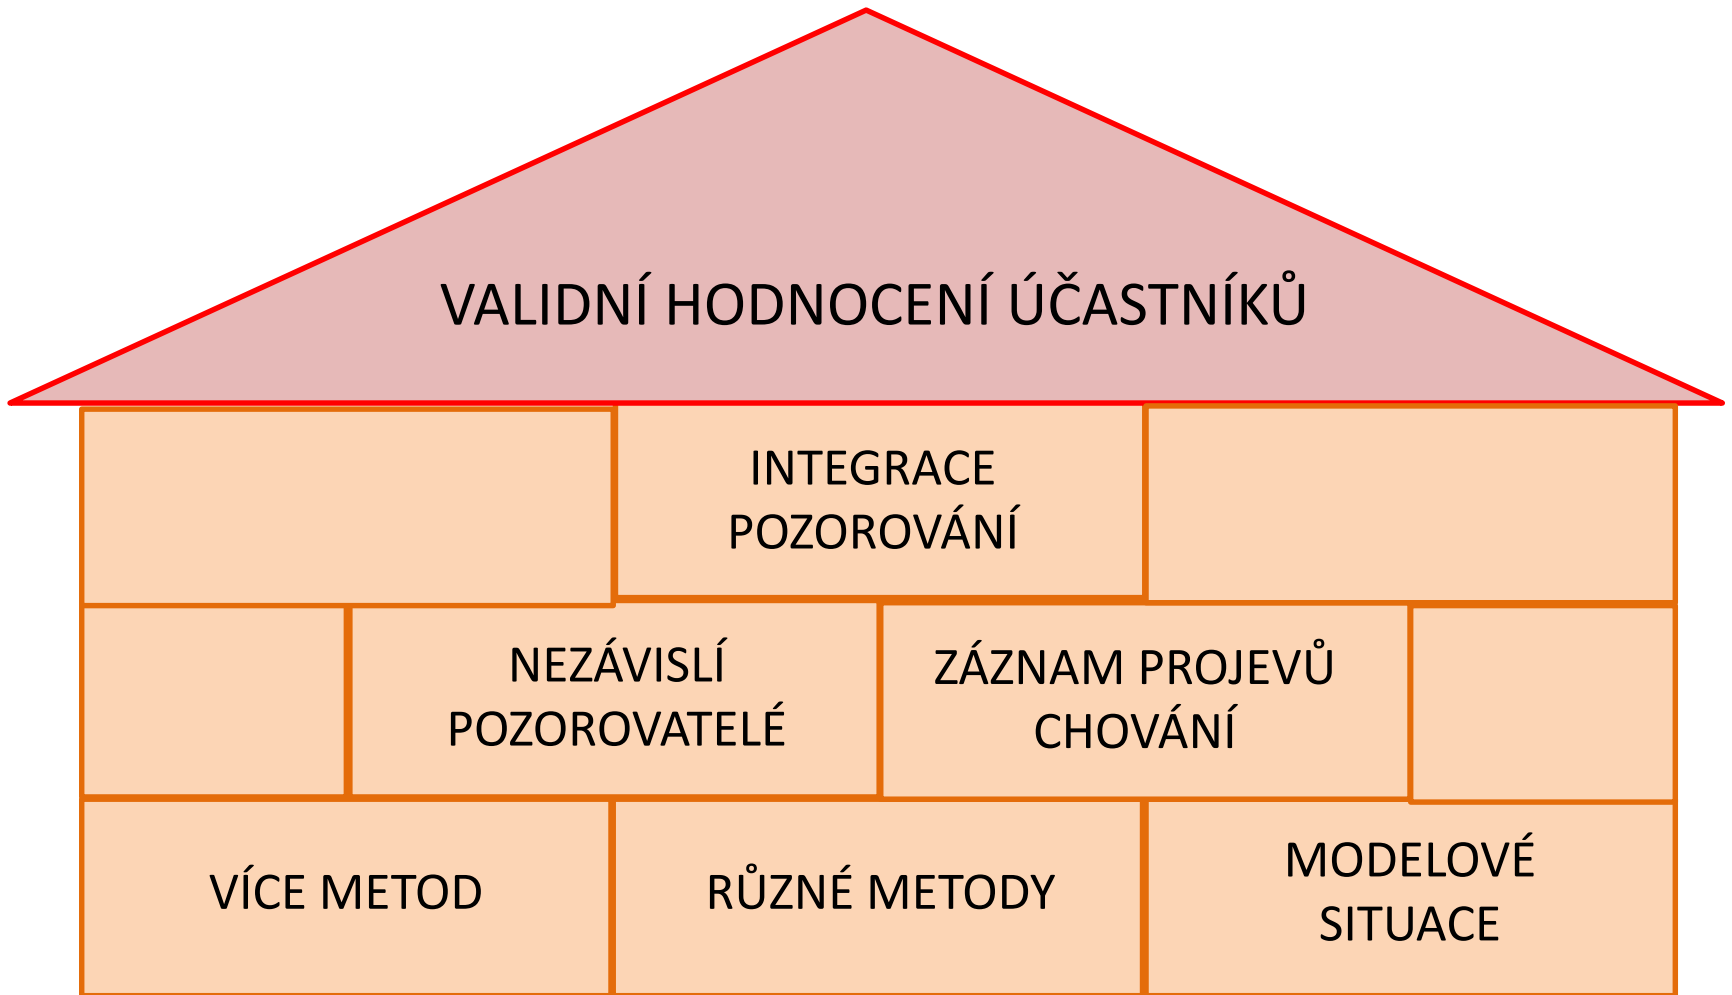 VALIDNÍ HODNOCENÍ ÚČASTNÍKŮ
INTEGRACE
POZOROVÁNÍ
NEZÁVISLÍ
POZOROVATELÉ
ZÁZNAM PROJEVŮ
CHOVÁNÍ
VÍCE METOD
RŮZNÉ METODY
MODELOVÉ
SITUACE